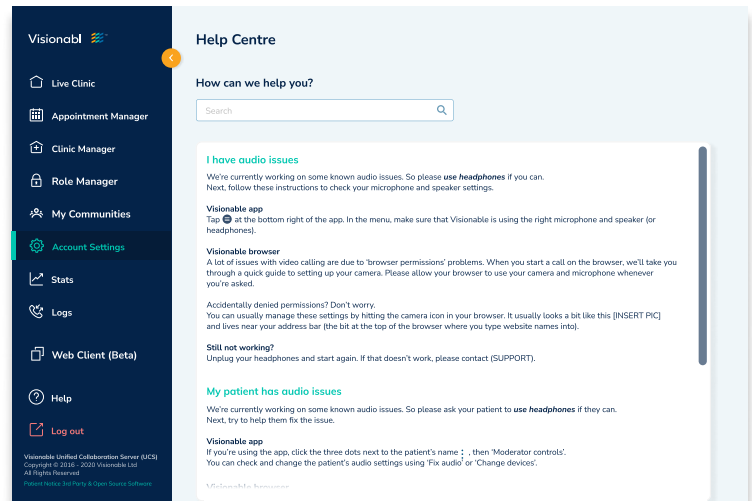 Visionabl
Live Clinic
Appointment Manager
Clinic Manager
Role Manager
My Communities
Account Settings
Stats
Logs
Web Client (Beta)
Help
Log out
Visionable Unified Collaboration Server (UCS)
Copyright © 2016 - 2020 Visionable Ltd
All Rights Reserved
Patient Notice 3rd Party & Open Source Software
Help Centre
How can we help you?
Search
I have audio issues
We're currently working on some known audio issues. So please use headphones if you can.
Next, follow these instructions to check your microphone and speaker settings.
Visionable app
Tap at the bottom right of the app. In the menu, make sure that Visionable is using the right microphone and speaker (or
headphones).
Visionable browser
A lot of issues with video calling are due to 'browser permissions' problems. When you start a call on the browser, we'll take you
through a quick guide to setting up your camera. Please allow your browser to use your camera and microphone whenever
you're asked.
Accidentally denied permissions? Don't worry.
You can usually manage these settings by hitting the camera icon in your browser. It usually looks a bit like this [INSERT PIC]
and lives near your address bar (the bit at the top of the browser where you type website names into).
Still not working?
Unplug your headphones and start again. If that doesn't work, please contact (SUPPORT).
My patient has audio issues
We're currently working on some known audio issues. So please ask your patient to use headphones if they can.
Next, try to help them fix the issue.
Visionable app
If you're using the app, click the three dots next to the patient's name ⋮ , then 'Moderator controls'.
You can check and change the patient's audio settings using 'Fix audio' or 'Change devices'.
Visionable browser